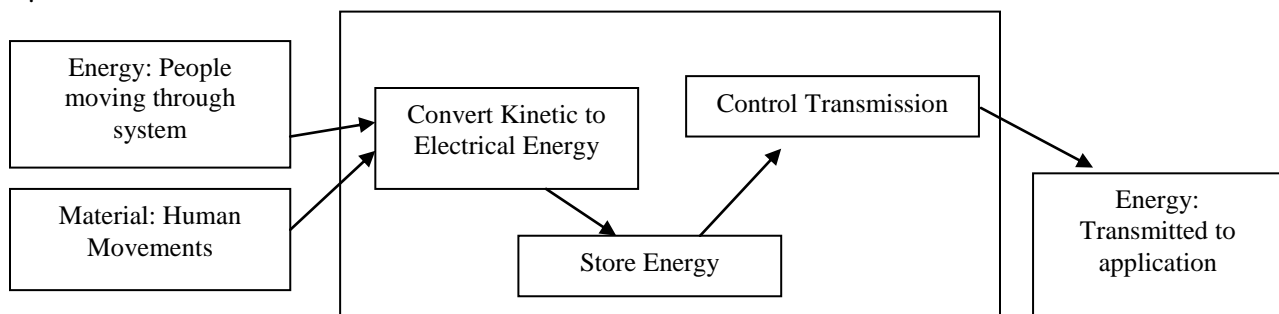 Energy: People
moving through
system
Material: Human
Movements
Convert Kinetic to
Electrical Energy
Store Energy
Control Transmission
Energy:
Transmitted to
application